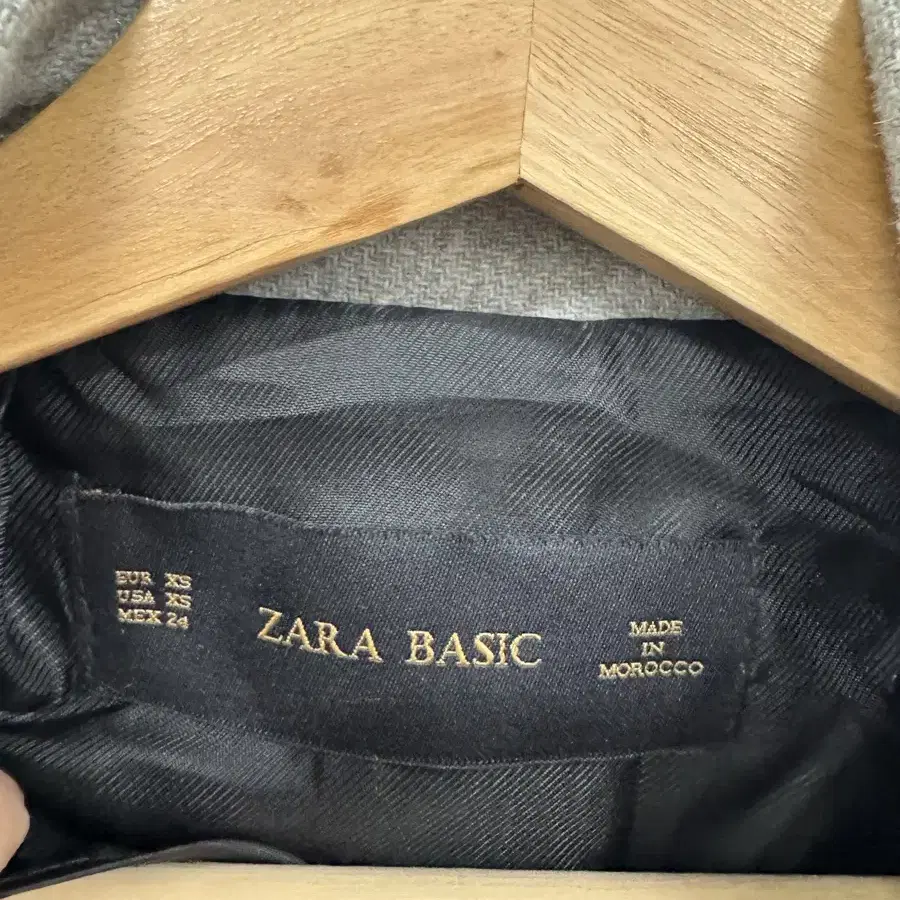 EUR XS
USA XS
MEX 24
ZARA BASIC
MADE
IN
MOROCCO